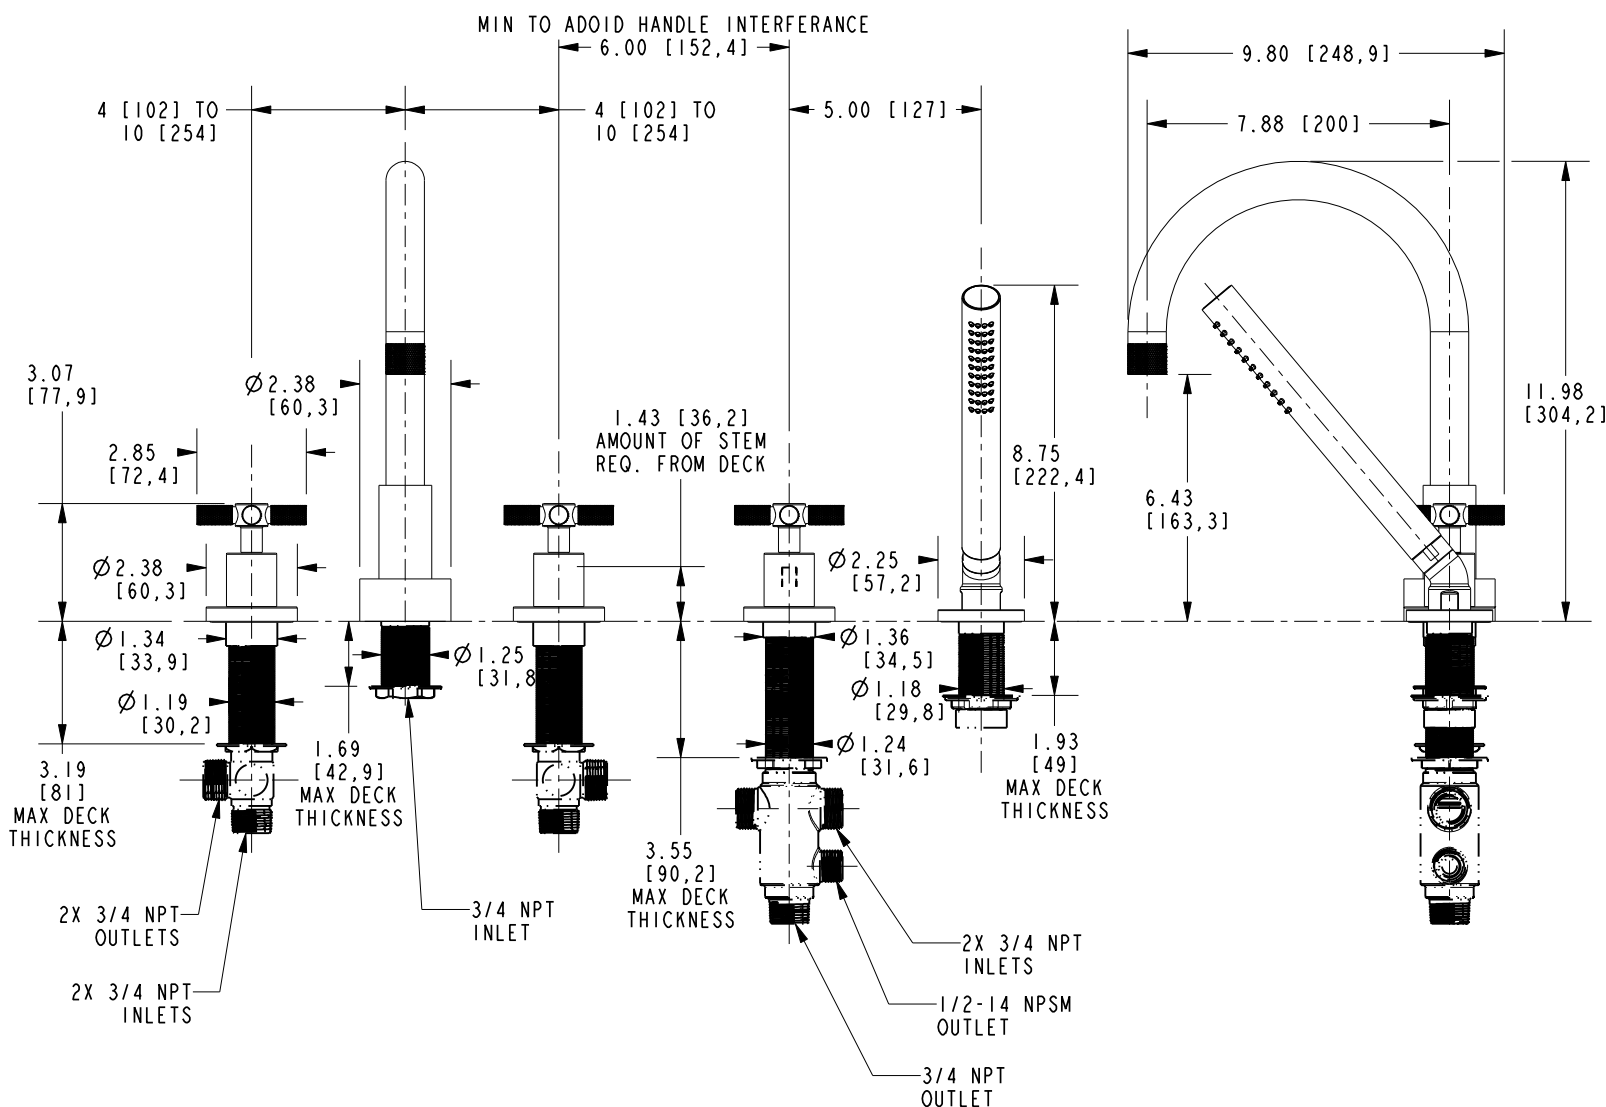 MIN TO ADOID HANDLE INTERFERANCE
6.00 [152,4]
9.80 [248,9]
4 [102] TO
10 [254]
4 [102] TO
10 [254]
5.00 [127]
7.88 [200]
3.07
[77,9]
Ø2.38
[60,3]
11.98
[304,2]
1.43 [36,2]
AMOUNT OF STEM
REQ. FROM DECK
2.85
[72,4]
8.75
[222,4]
6.43
[163,3]
Ø2.38
[60,3]
Ø2.25
[57,2]
Ø1.34
[33,9]
Ø1.25
[31,8
Ø1.36
[34,5]
Ø1.19
[30,2]
Ø1.18
[29,8]
1.69
[42,9]
MAX DECK
THICKNESS
Ø1.24
[31,6]
1.93
[49]
MAX DECK
THICKNESS
3.19
[81]
MAX DECK
THICKNESS
3.55
[90,2]
MAX DECK
THICKNESS
2X 3/4 NPT
OUTLETS
3/4 NPT
INLET
2X 3/4 NPT
INLETS
2X 3/4 NPT
INLETS
1/2-14 NPSM
OUTLET
3/4 NPT
OUTLET